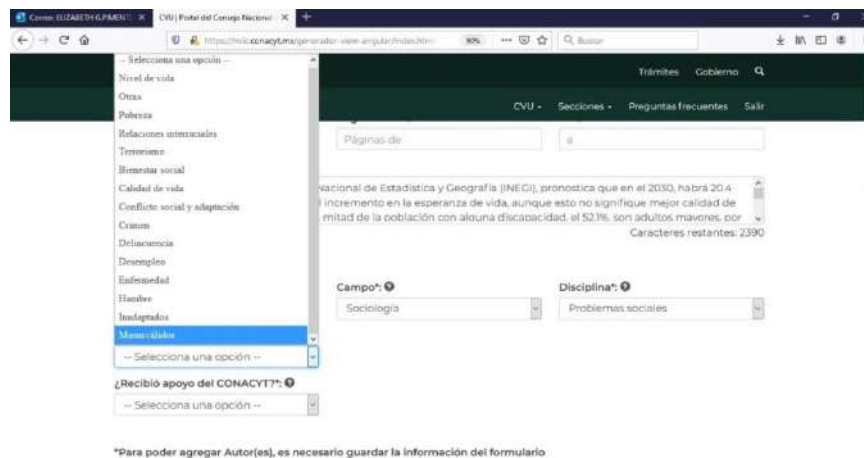 Correo: ELIZABETH G.PIMENT
CVU | Portal del Consejo Nacional
https://miic.conacyt.mx/generador-view-angular/index.htm
90%
Buscar
Trámites Gobierno
CVU Secciones Preguntas frecuentes Salir
-- Selecciona una opción --
Nivel de vida
Otras
Pobreza
Relaciones interraciales
Terrorismo
Bienestar social
Calidad de vida
Conflicto social y adaptación
Crimen
Delincuencia
Desempleo
Enfermedad
Hambre
Inadaptados
Minusválidos
-- Selecciona una opción --
Páginas de
a
Nacional de Estadística y Geografía (INEGI), pronostica que en el 2030, habrá 20.4
l incremento en la esperanza de vida, aunque esto no signifique mejor calidad de
mitad de la población con alguna discapacidad, el 52.1%, son adultos mayores, por
Caracteres restantes: 2390
Campo*: Disciplina*:
Sociología Problemas sociales
¿Recibió apoyo del CONACYT?*:
-- Selecciona una opción --
*Para poder agregar Autor(es), es necesario guardar la información del formulario